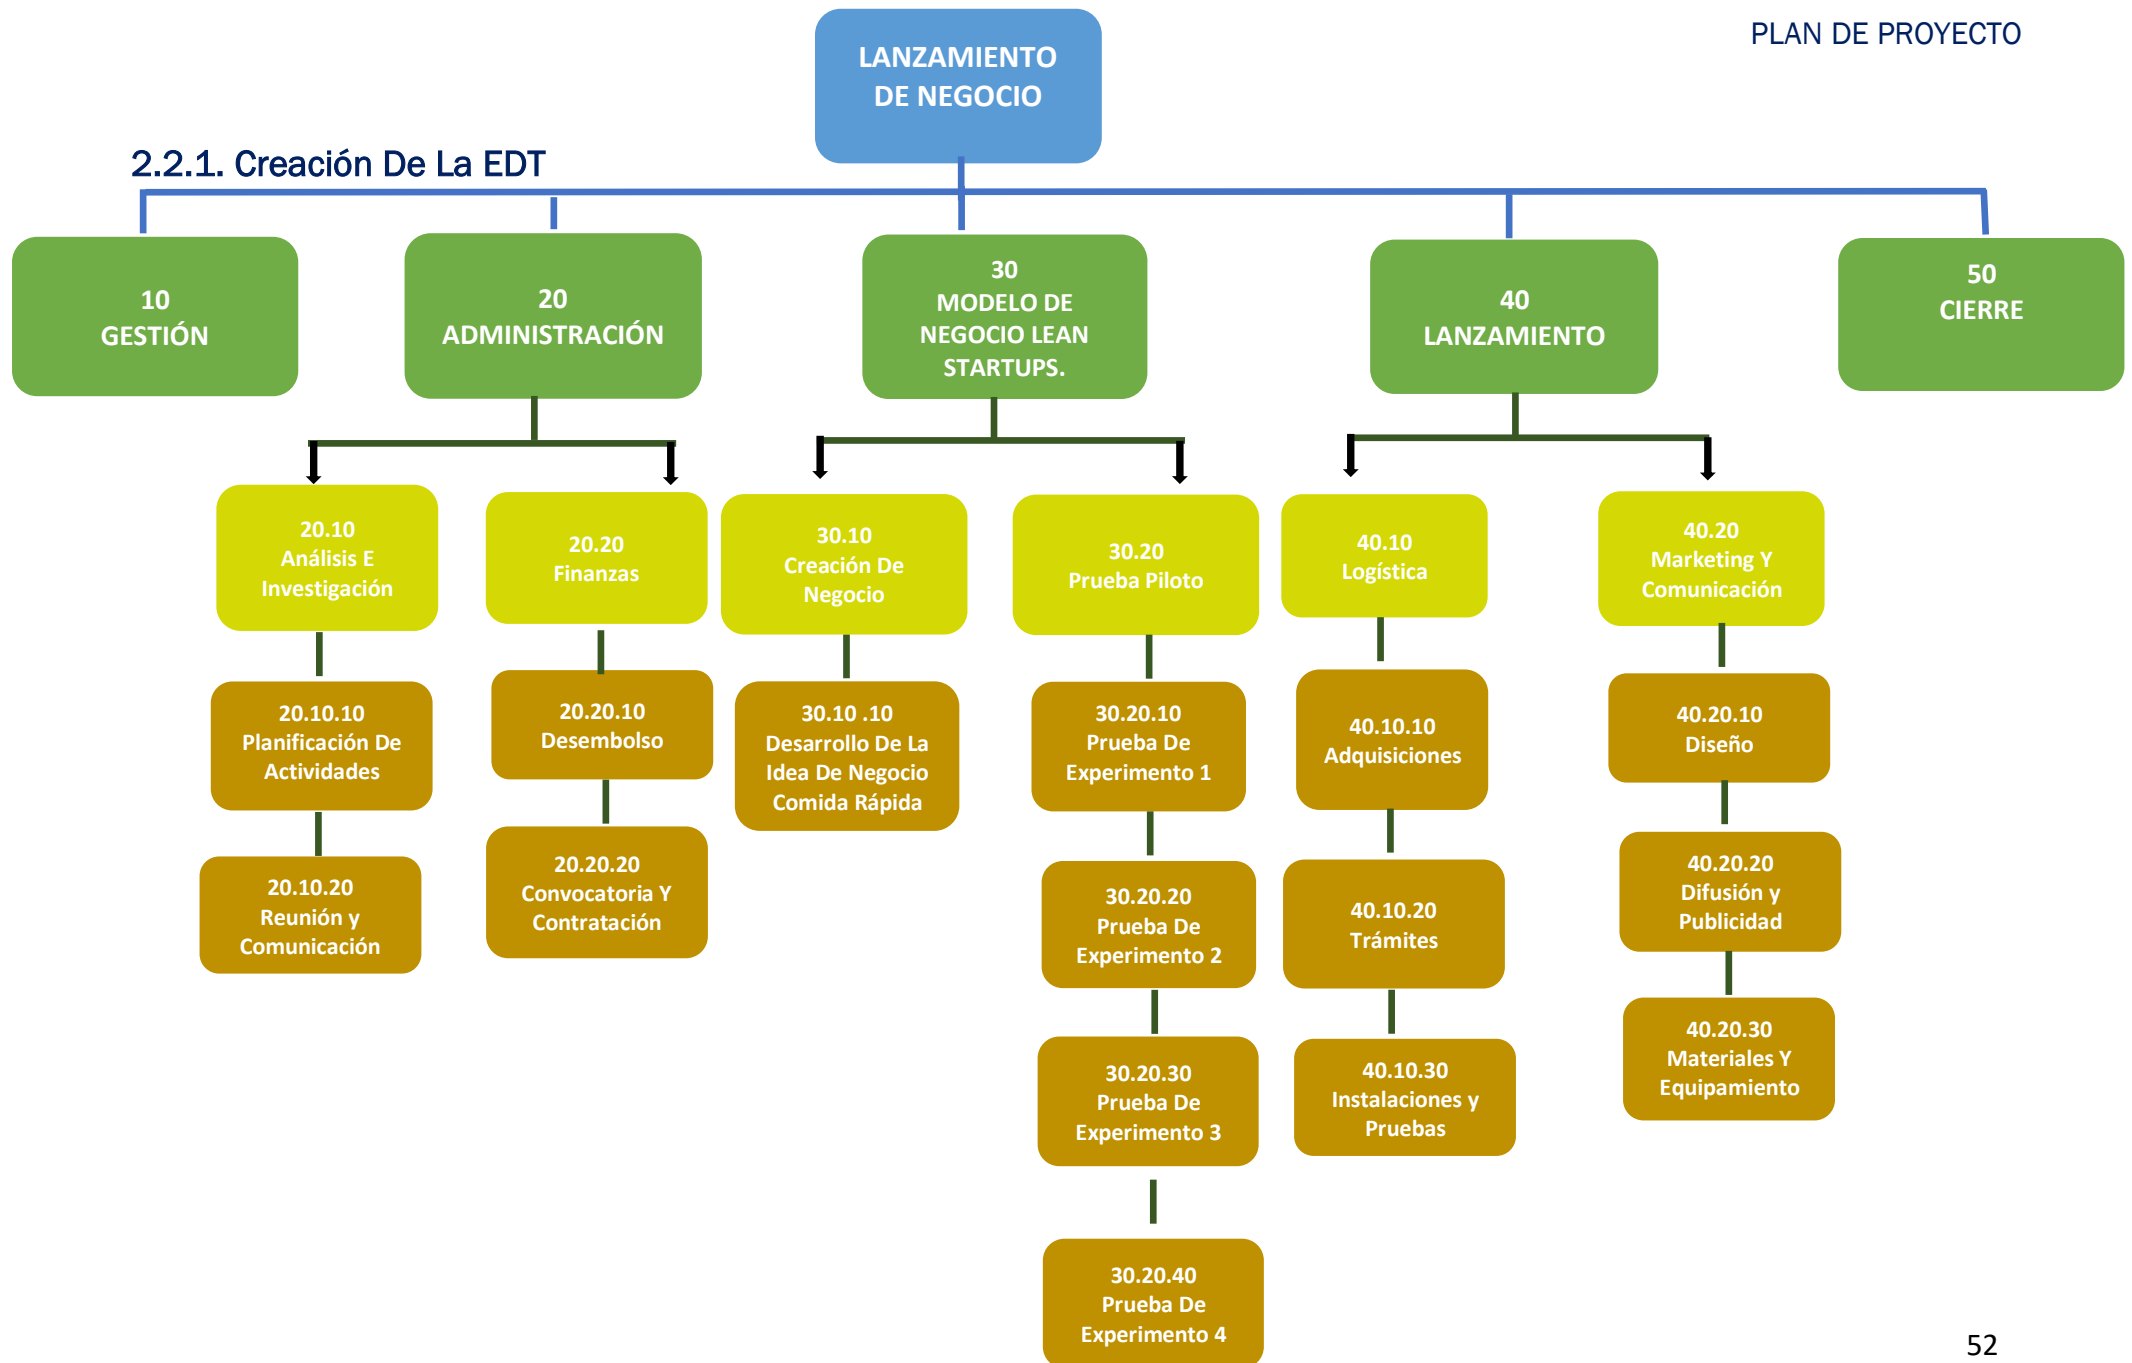 PLAN DE PROYECTO
LANZAMIENTO
DE NEGOCIO
2.2.1. Creación De La EDT
10
GESTIÓN
20
ADMINISTRACIÓN
30
MODELO DE
NEGOCIO LEAN
STARTUPS.
40
LANZAMIENTO
50
CIERRE
20.10
Análisis E
Investigación
20.20
Finanzas
30.10
Creación De
Negocio
30.20
Prueba Piloto
40.10
Logística
40.20
Marketing Y
Comunicación
20.10.10
Planificación De
Actividades
20.20.10
Desembolso
30.10 .10
Desarrollo De La
Idea De Negocio
Comida Rápida
30.20.10
Prueba De
Experimento 1
40.10.10
Adquisiciones
40.20.10
Diseño
20.10.20
Reunión y
Comunicación
20.20.20
Convocatoria Y
Contratación
30.20.20
Prueba De
Experimento 2
40.10.20
Trámites
40.20.20
Difusión y
Publicidad
30.20.30
Prueba De
Experimento 3
40.10.30
Instalaciones y
Pruebas
40.20.30
Materiales Y
Equipamiento
30.20.40
Prueba De
Experimento 4
52